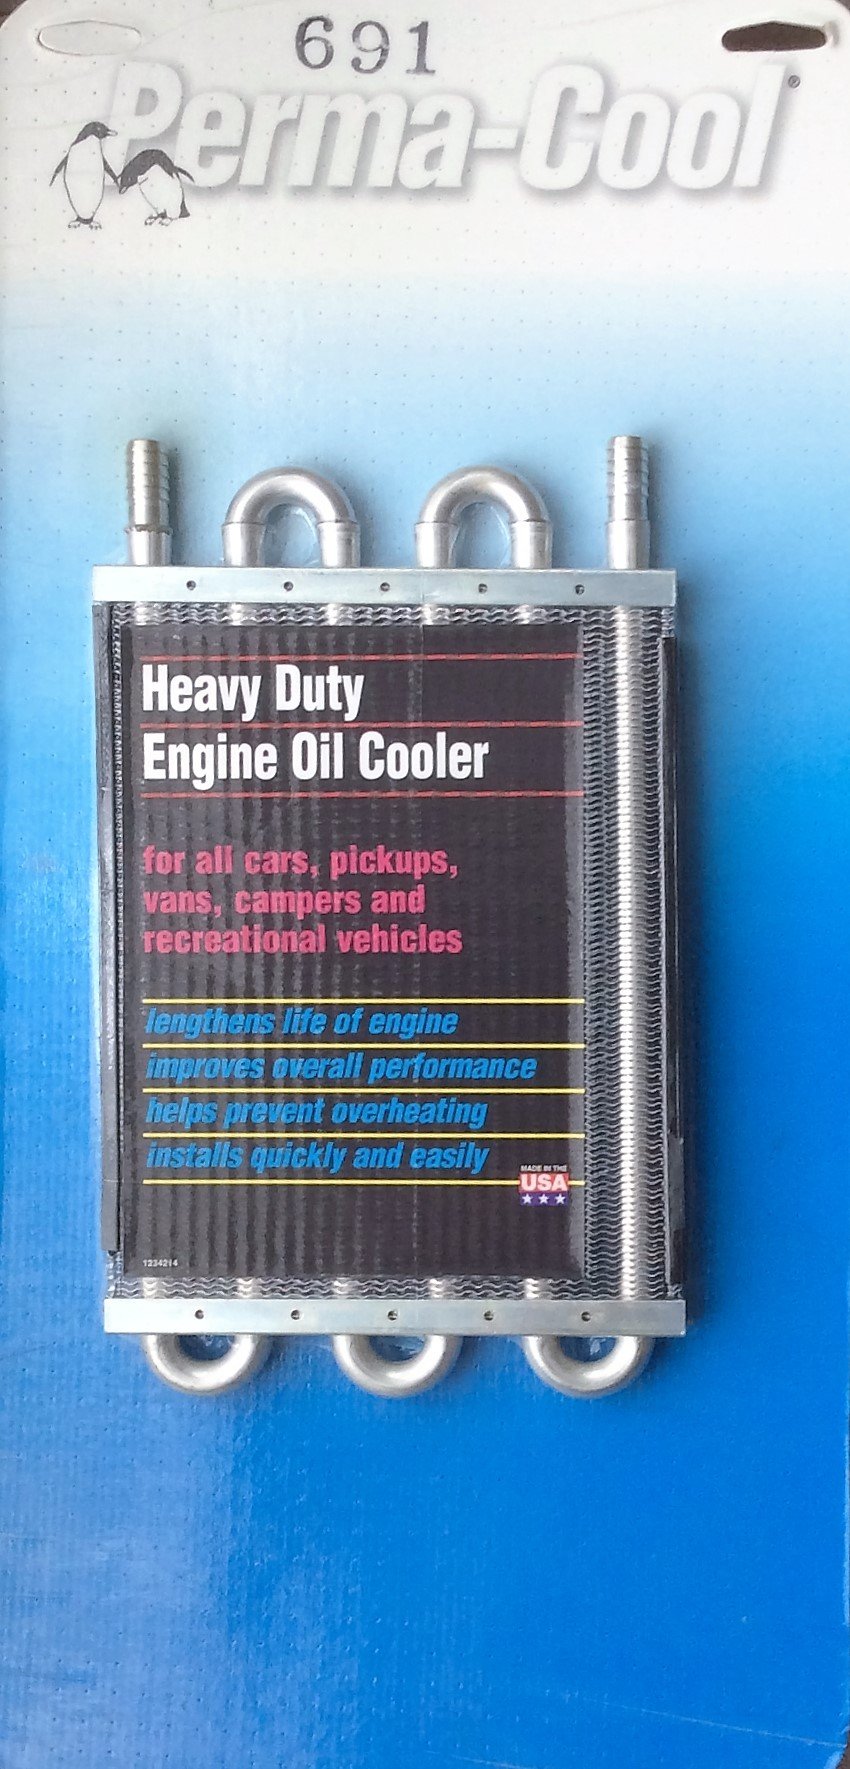 691
Perma-Cool®
Heavy Duty
Engine Oil Cooler
for all cars, pickups,
vans, campers and
recreational vehicles
lengthens life of engine
improves overall performance
helps prevent overheating
installs quickly and easily
MADE IN THE
USA
1234214